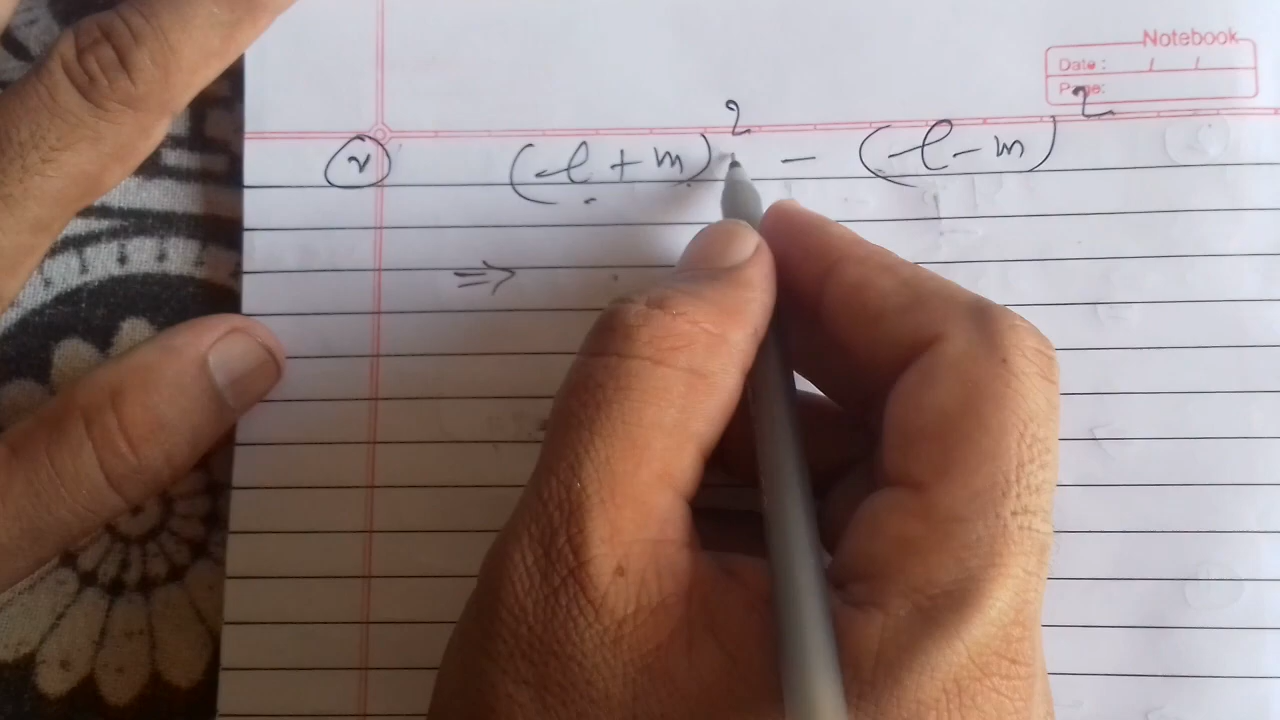 Notebook
Date : / /
Page:
(v) (l + m)² - (l - m)²
⇒